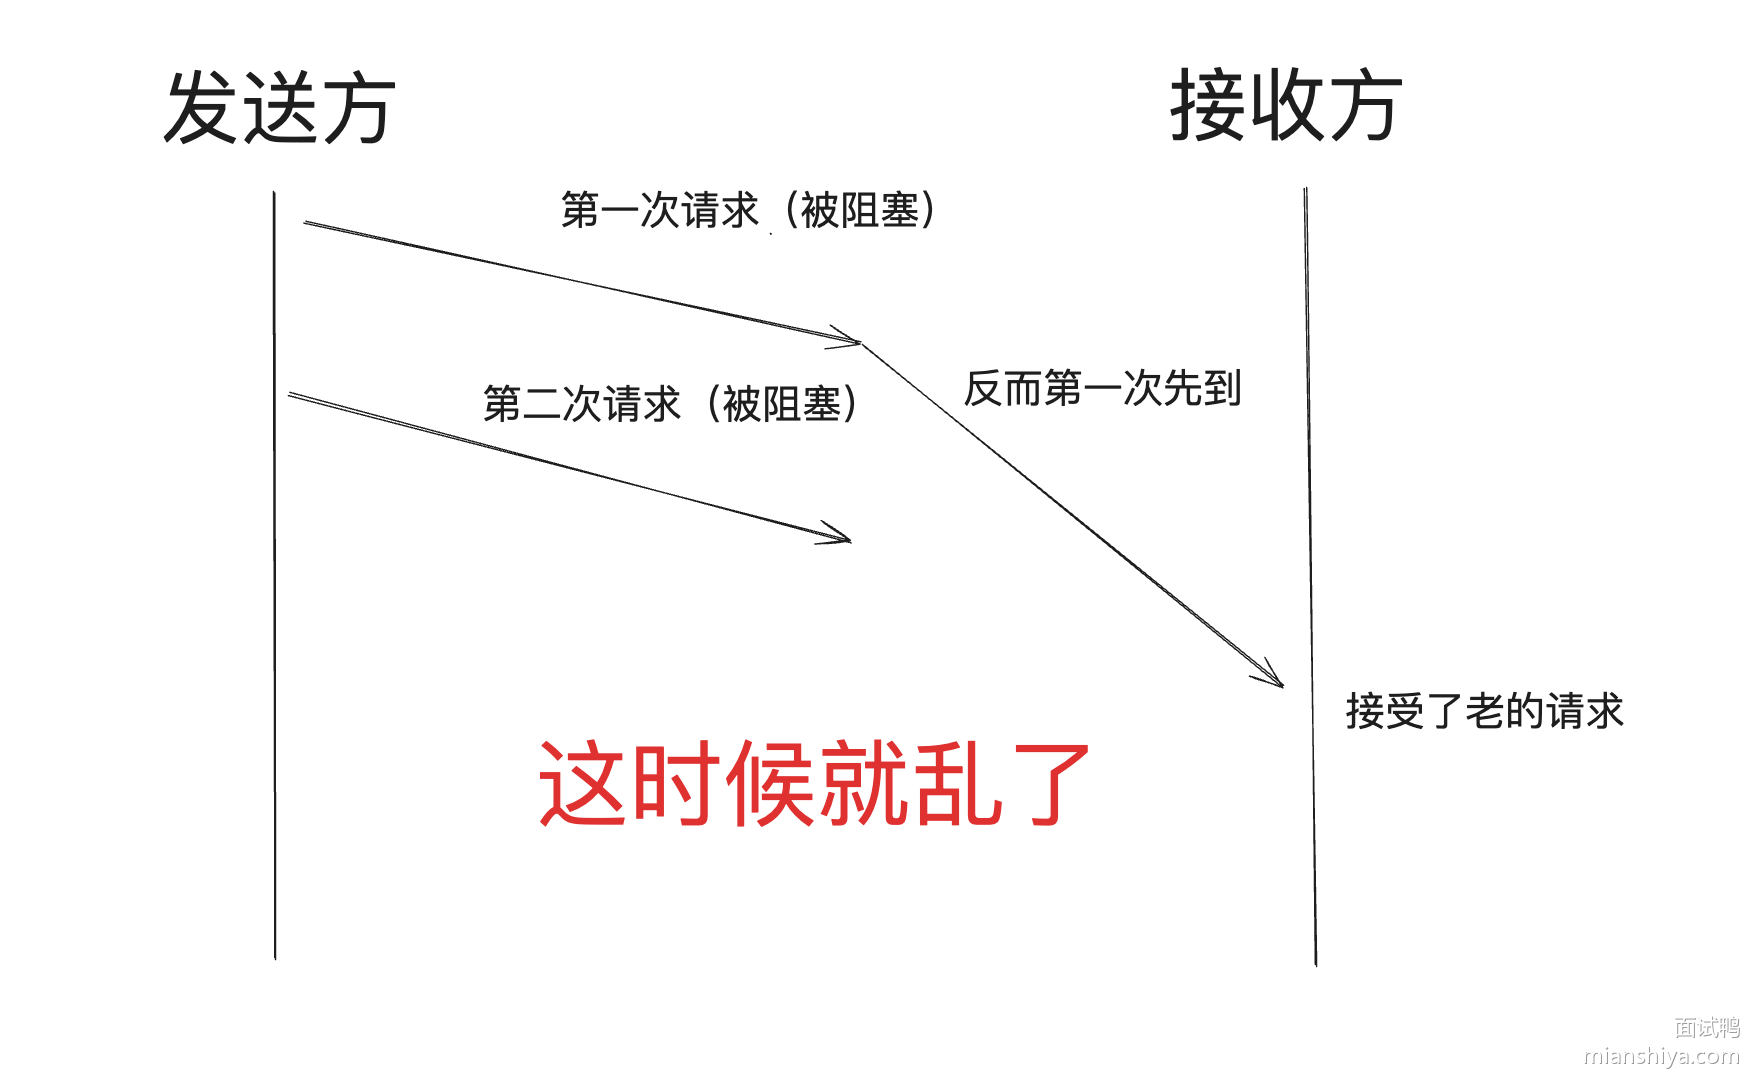 发送方
接收方
第一次请求（被阻塞）
第二次请求（被阻塞）
反而第一次先到
接受了老的请求
这时候就乱了
面试鸭
mianshiya.com